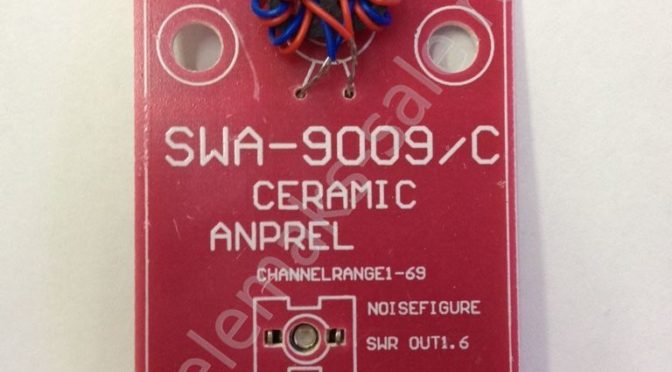 SWA-9009/C
CERAMIC
ANPREL
CHANNELRANGE1-69
NOISEFIGURE
SWR OUT1.6